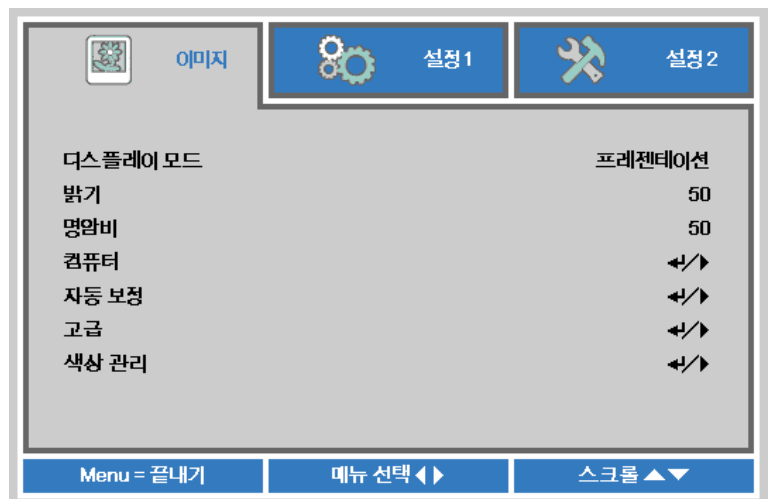 이미지 설정 1 설정 2
디스플레이 모드 프레젠테이션
밝기 50
명암비 50
컴퓨터 ↵/▶
자동 보정 ↵/▶
고급 ↵/▶
색상 관리 ↵/▶
Menu = 끝내기 메뉴 선택 ◀▶ 스크롤 ▲▼